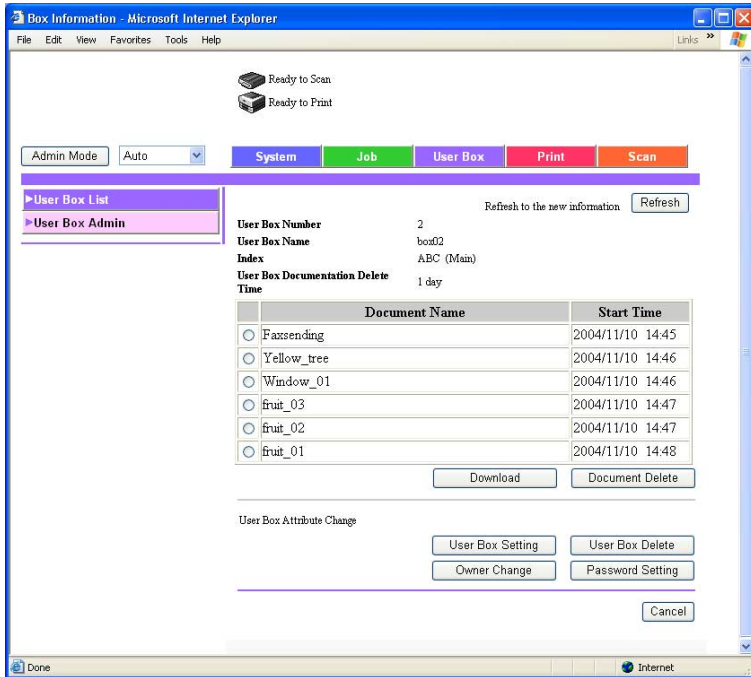 Box Information - Microsoft Internet Explorer
File Edit View Favorites Tools Help Links »
Ready to Scan
Ready to Print
Admin Mode Auto System Job User Box Print Scan
User Box List
User Box Admin
Refresh to the new information Refresh
User Box Number 2
User Box Name box02
Index ABC (Main)
User Box Documentation Delete
Time 1 day
Document Name Start Time
Faxsending 2004/11/10 14:45
Yellow_tree 2004/11/10 14:46
Window_01 2004/11/10 14:46
fruit_03 2004/11/10 14:47
fruit_02 2004/11/10 14:47
fruit_01 2004/11/10 14:48
Download Document Delete
User Box Attribute Change
User Box Setting User Box Delete
Owner Change Password Setting
Cancel
Done Internet